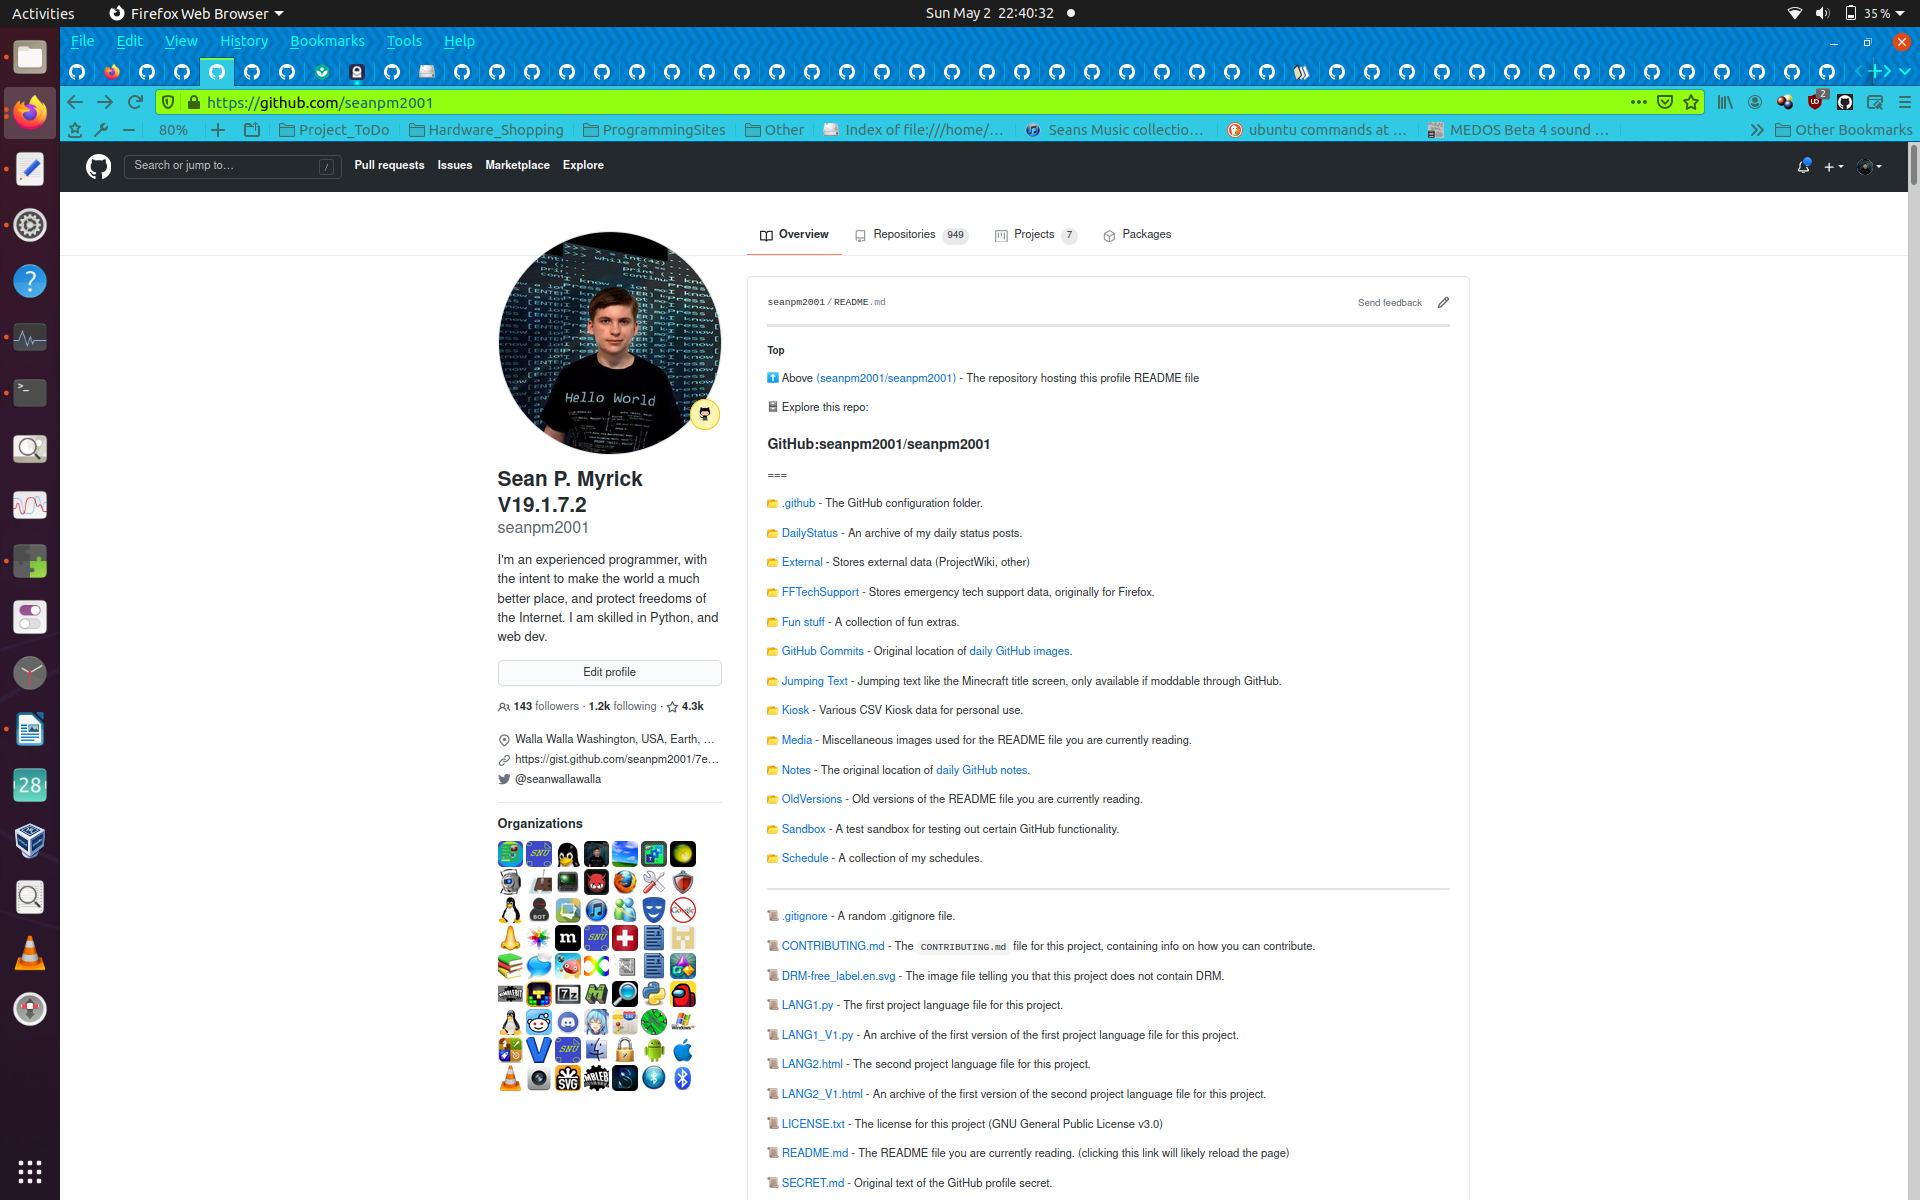 Activities
Firefox Web Browser
Sun May 2 22:40:32
35 %
File Edit View History Bookmarks Tools Help
https://github.com/seanpm2001
2
80%
Project_ToDo
Hardware_Shopping
ProgrammingSites
Other
Index of file:///home/...
Seans Music collectio...
ubuntu commands at ...
MEDOS Beta 4 sound ...
Other Bookmarks
Search or jump to... /
Pull requests Issues Marketplace Explore
Overview
Repositories 949
Projects 7
Packages
Hello World
Sean P. Myrick
V19.1.7.2
seanpm2001
I'm an experienced programmer, with
the intent to make the world a much
better place, and protect freedoms of
the Internet. I am skilled in Python, and
web dev.
Edit profile
143 followers · 1.2k following · 4.3k
Walla Walla Washington, USA, Earth, ...
https://gist.github.com/seanpm2001/7e...
@seanwallawalla
Organizations
28
seanpm2001/README.md
Send feedback
Top
Above (seanpm2001/seanpm2001) - The repository hosting this profile README file
Explore this repo:
GitHub:seanpm2001/seanpm2001
===
.github - The GitHub configuration folder.
DailyStatus - An archive of my daily status posts.
External - Stores external data (ProjectWiki, other)
FFTechSupport - Stores emergency tech support data, originally for Firefox.
Fun stuff - A collection of fun extras.
GitHub Commits - Original location of daily GitHub images.
Jumping Text - Jumping text like the Minecraft title screen, only available if moddable through GitHub.
Kiosk - Various CSV Kiosk data for personal use.
Media - Miscellaneous images used for the README file you are currently reading.
Notes - The original location of daily GitHub notes.
OldVersions - Old versions of the README file you are currently reading.
Sandbox - A test sandbox for testing out certain GitHub functionality.
Schedule - A collection of my schedules.
.gitignore - A random .gitignore file.
CONTRIBUTING.md - The CONTRIBUTING.md file for this project, containing info on how you can contribute.
DRM-free_label.en.svg - The image file telling you that this project does not contain DRM.
LANG1.py - The first project language file for this project.
LANG1_V1.py - An archive of the first version of the first project language file for this project.
LANG2.html - The second project language file for this project.
LANG2_V1.html - An archive of the first version of the second project language file for this project.
LICENSE.txt - The license for this project (GNU General Public License v3.0)
README.md - The README file you are currently reading. (clicking this link will likely reload the page)
SECRET.md - Original text of the GitHub profile secret.